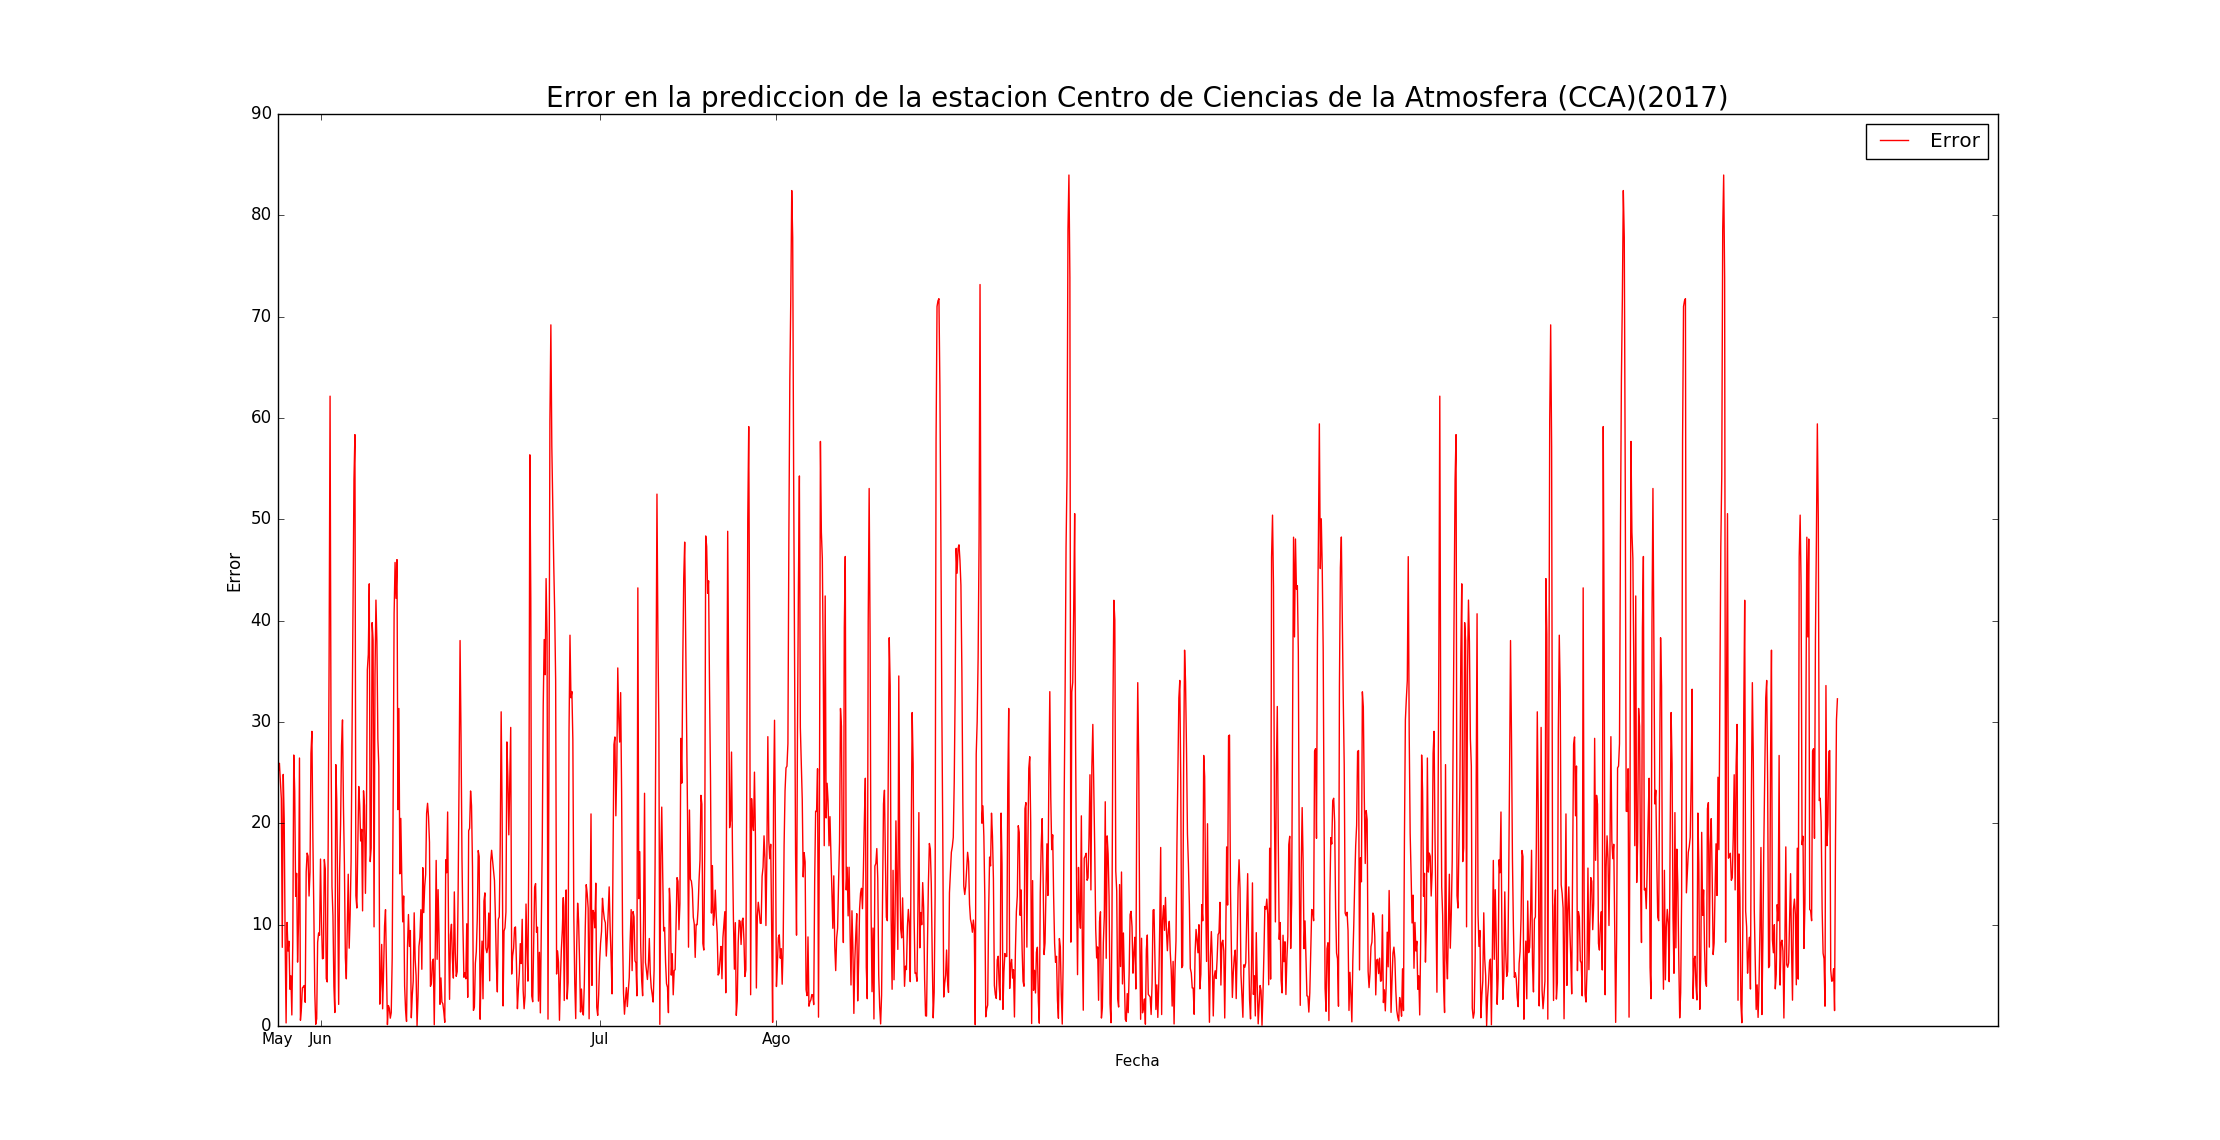 Error en la prediccion de la estacion Centro de Ciencias de la Atmosfera (CCA)(2017)
Error
90
80
70
60
50
40
30
20
10
0
Error
May Jun Jul Ago
Fecha